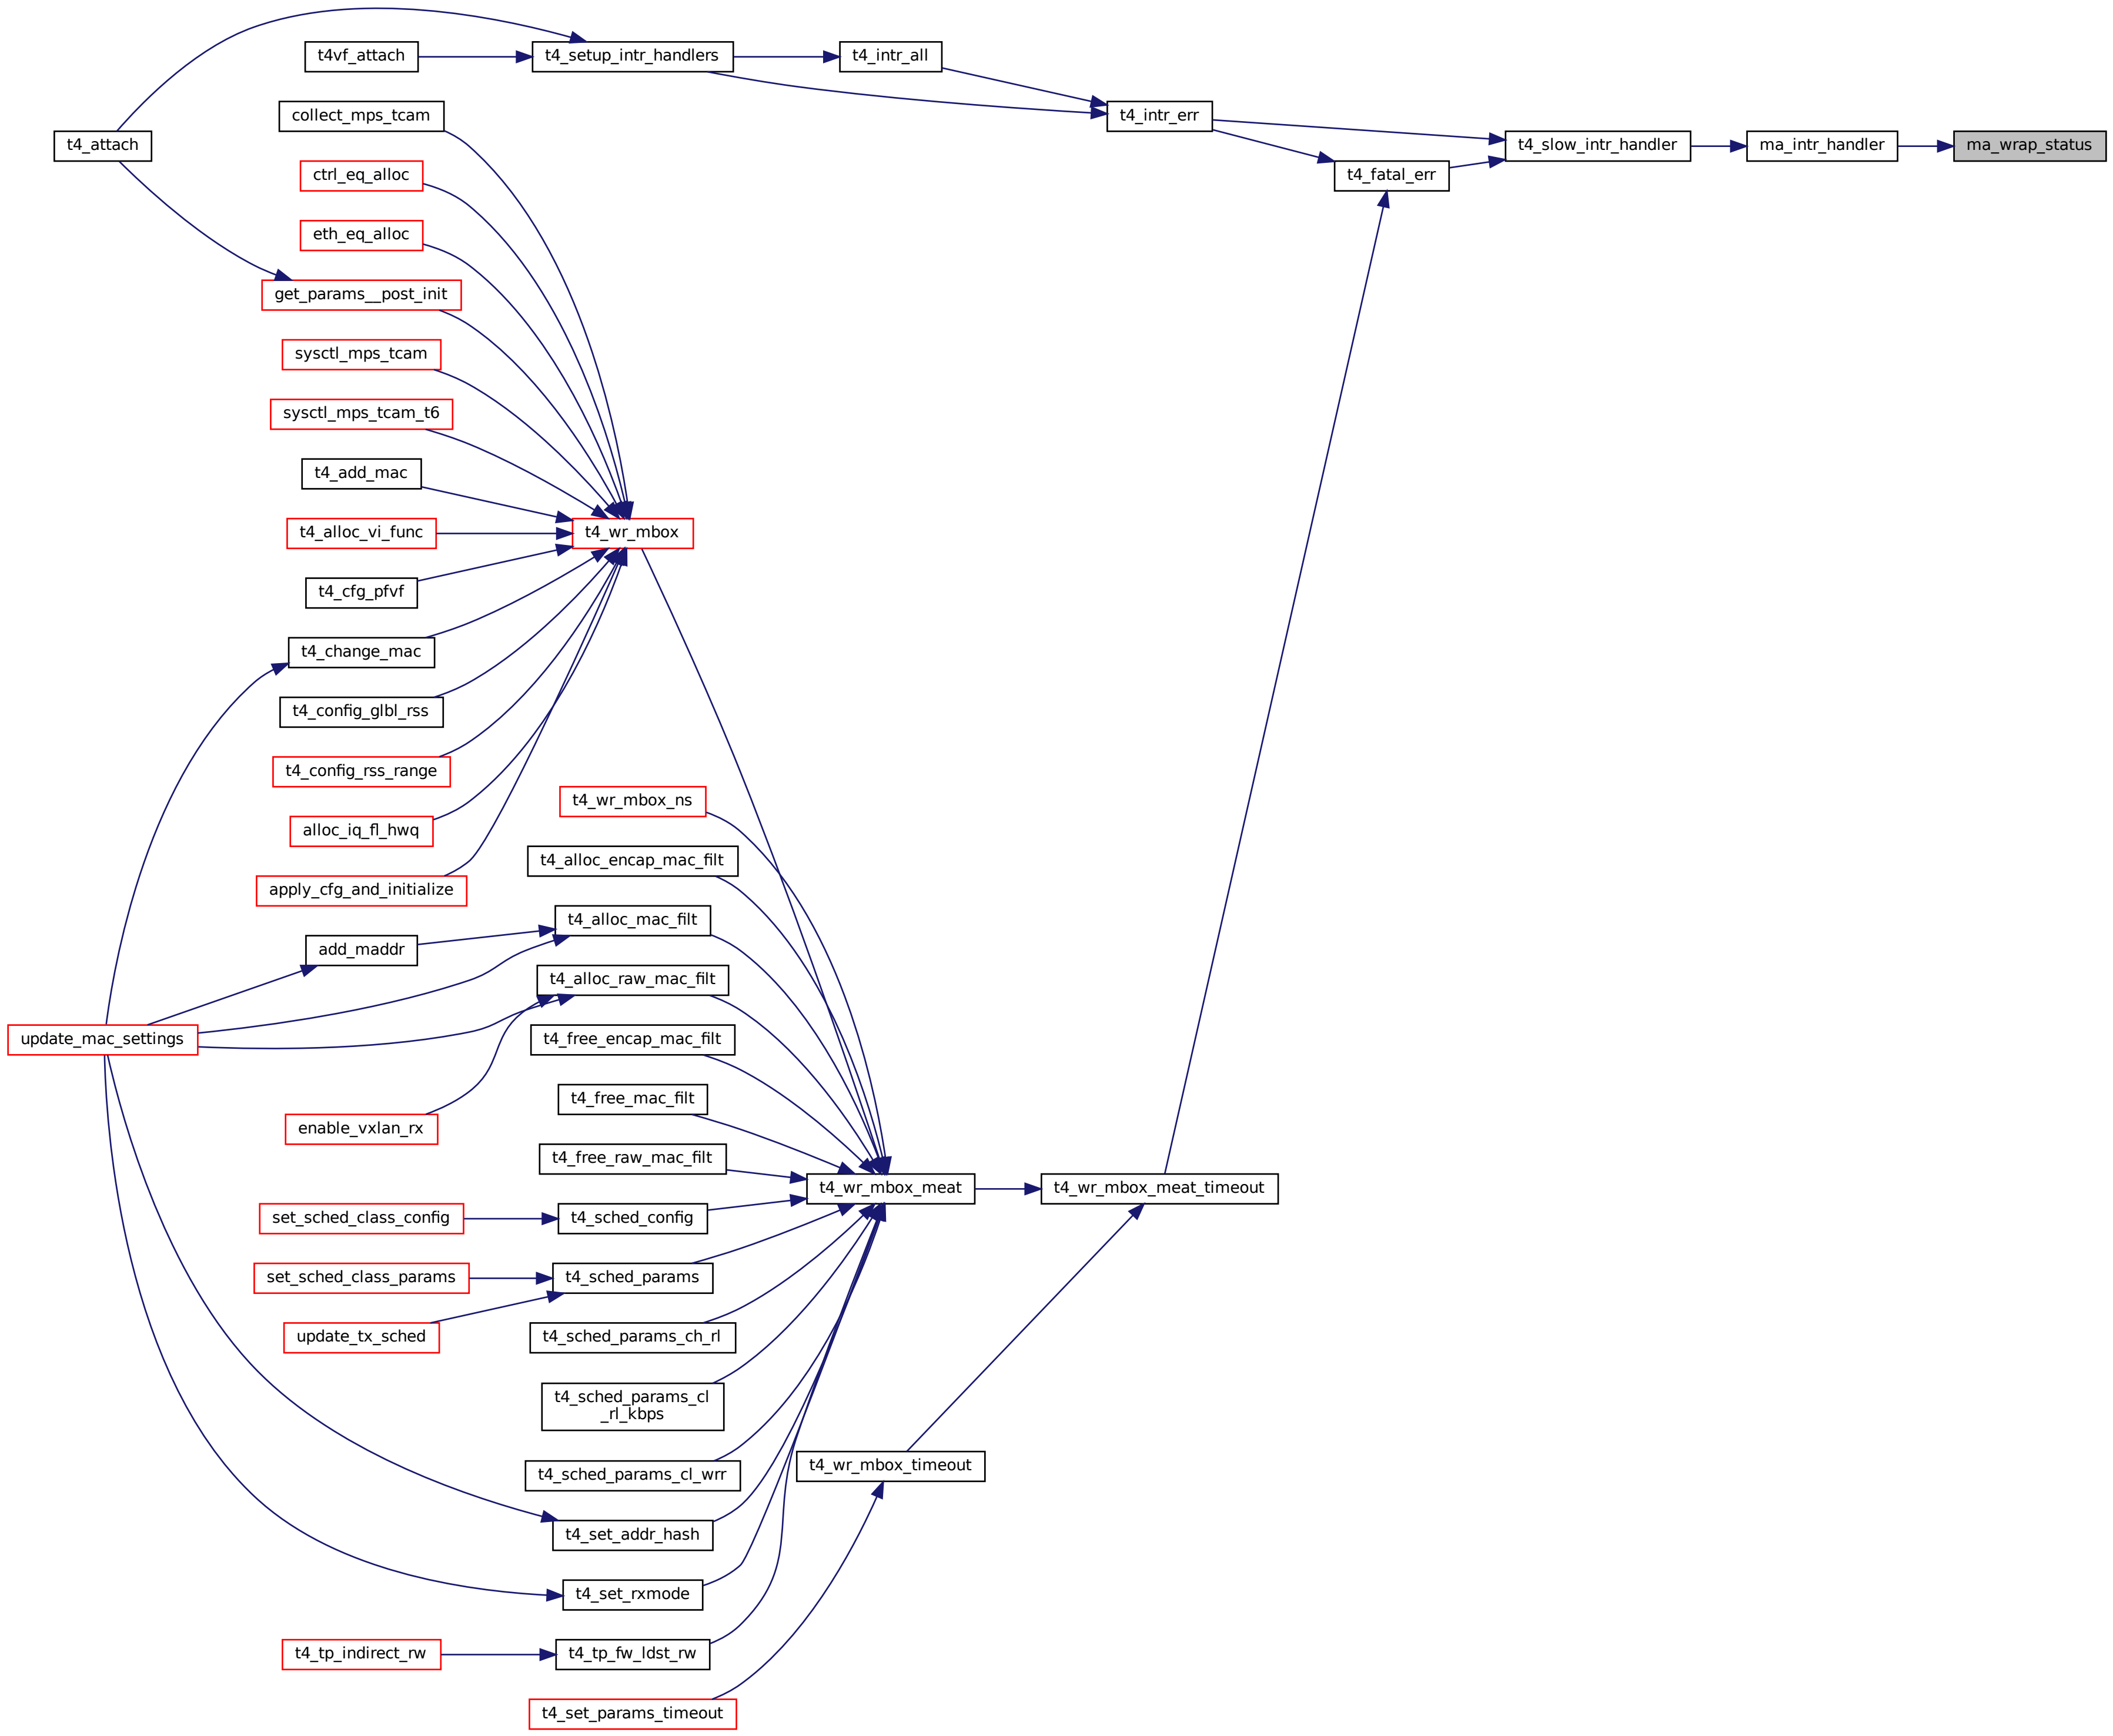 t4vf_attach
t4_setup_intr_handlers
t4_intr_all
collect_mps_tcam
t4_intr_err
t4_attach
t4_slow_intr_handler
ma_intr_handler
ma_wrap_status
ctrl_eq_alloc
t4_fatal_err
eth_eq_alloc
get_params__post_init
sysctl_mps_tcam
sysctl_mps_tcam_t6
t4_add_mac
t4_alloc_vi_func
t4_wr_mbox
t4_cfg_pfvf
t4_change_mac
t4_config_glbl_rss
t4_config_rss_range
t4_wr_mbox_ns
alloc_iq_fl_hwq
t4_alloc_encap_mac_filt
apply_cfg_and_initialize
t4_alloc_mac_filt
add_maddr
t4_alloc_raw_mac_filt
update_mac_settings
t4_free_encap_mac_filt
t4_free_mac_filt
enable_vxlan_rx
t4_free_raw_mac_filt
t4_wr_mbox_meat
t4_wr_mbox_meat_timeout
set_sched_class_config
t4_sched_config
set_sched_class_params
t4_sched_params
update_tx_sched
t4_sched_params_ch_rl
t4_sched_params_cl
_rl_kbps
t4_wr_mbox_timeout
t4_sched_params_cl_wrr
t4_set_addr_hash
t4_set_rxmode
t4_tp_indirect_rw
t4_tp_fw_ldst_rw
t4_set_params_timeout